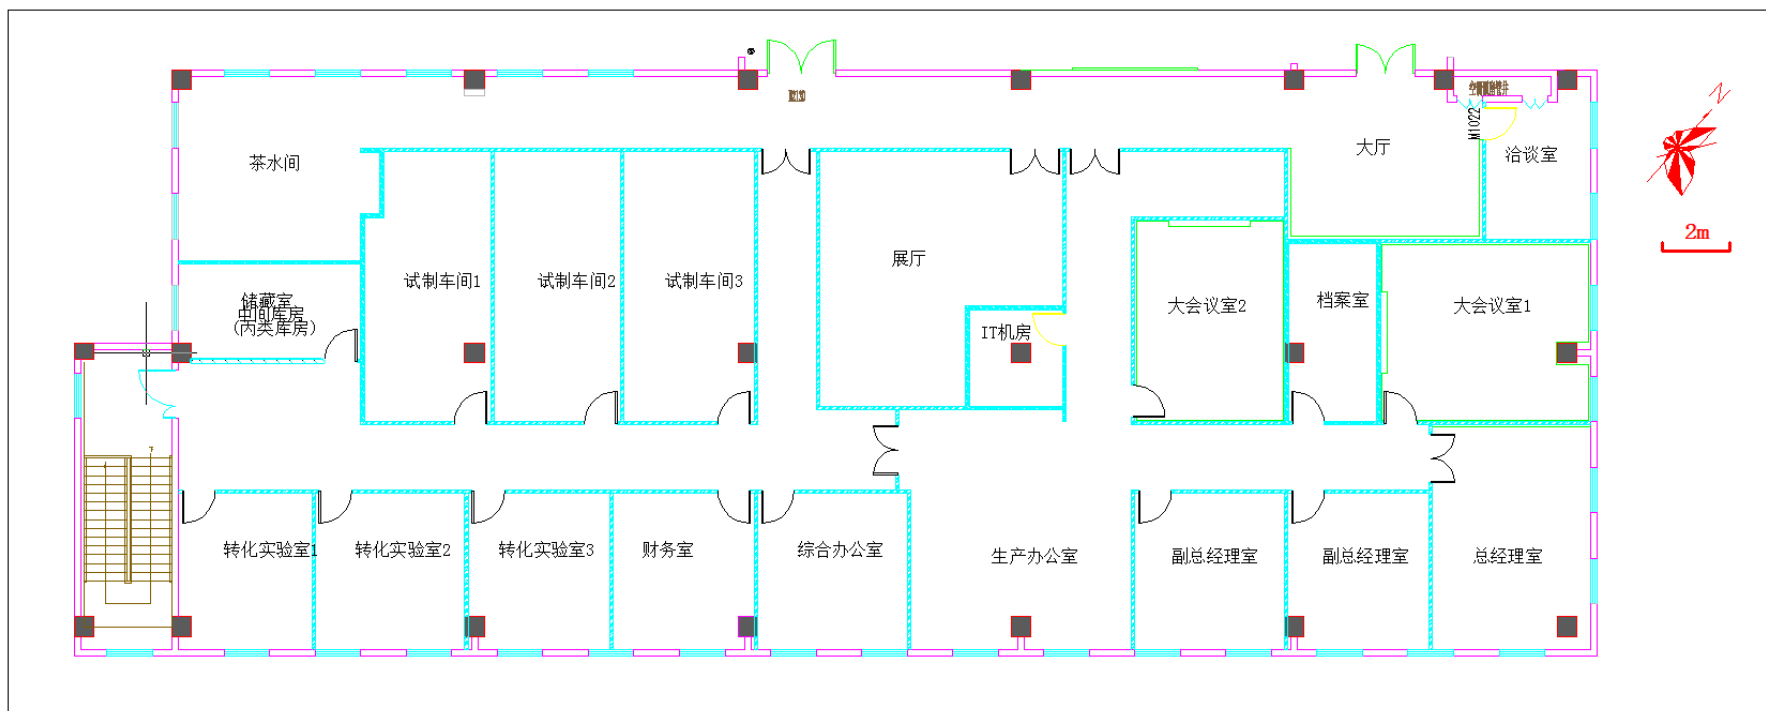 N
M1022
大厅
洽谈室
茶水间
2m
展厅
试制车间1
试制车间2
试制车间3
储藏室
中间库房
(丙类库房)
大会议室2
档案室
大会议室1
IT机房
转化实验室1
转化实验室2
转化实验室3
财务室
综合办公室
生产办公室
副总经理室
副总经理室
总经理室